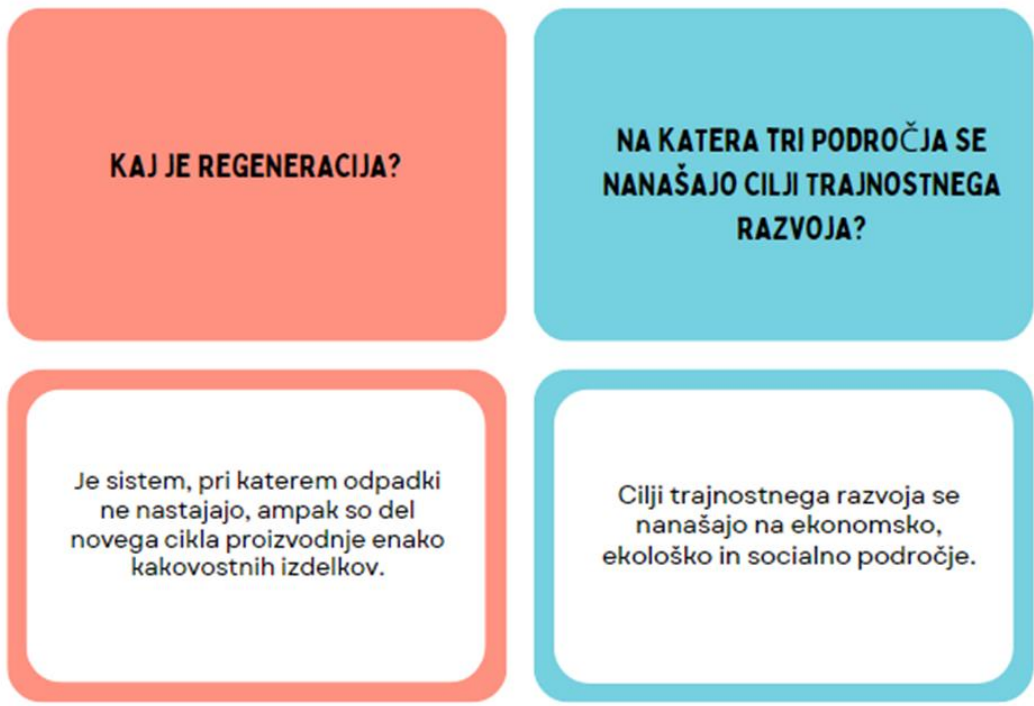 KAJ JE REGENERACIJA?
NA KATERA TRI PODROČJA SE
NANAŠAJO CILJI TRAJNOSTNEGA
RAZVOJA?
Je sistem, pri katerem odpadki
ne nastajajo, ampak so del
novega cikla proizvodnje enako
kakovostnih izdelkov.
Cilji trajnostnega razvoja se
nanašajo na ekonomsko,
ekološko in socialno področje.